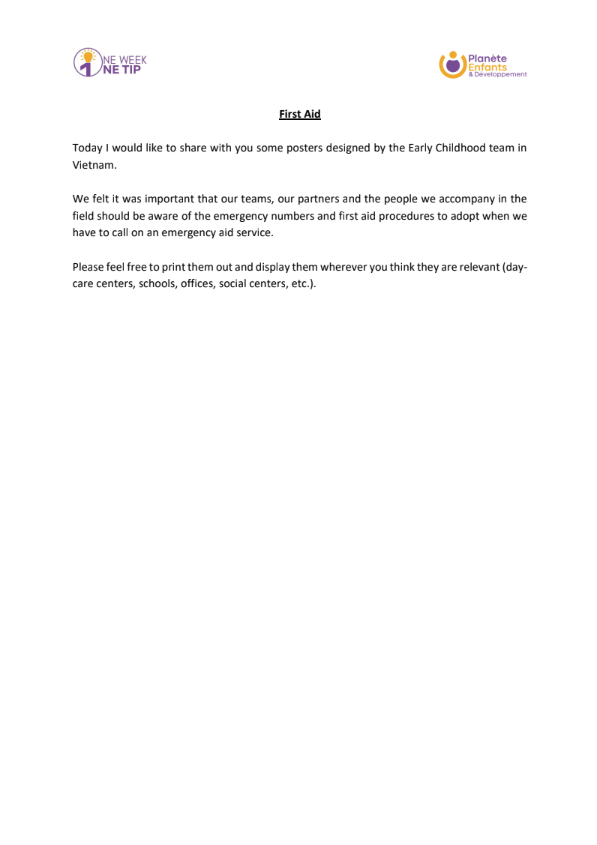 NE WEEK
1 NE TIP
Planète
Enfants
& Développement
First Aid
Today I would like to share with you some posters designed by the Early Childhood team in
Vietnam.
We felt it was important that our teams, our partners and the people we accompany in the
field should be aware of the emergency numbers and first aid procedures to adopt when we
have to call on an emergency aid service.
Please feel free to print them out and display them wherever you think they are relevant (day-
care centers, schools, offices, social centers, etc.).